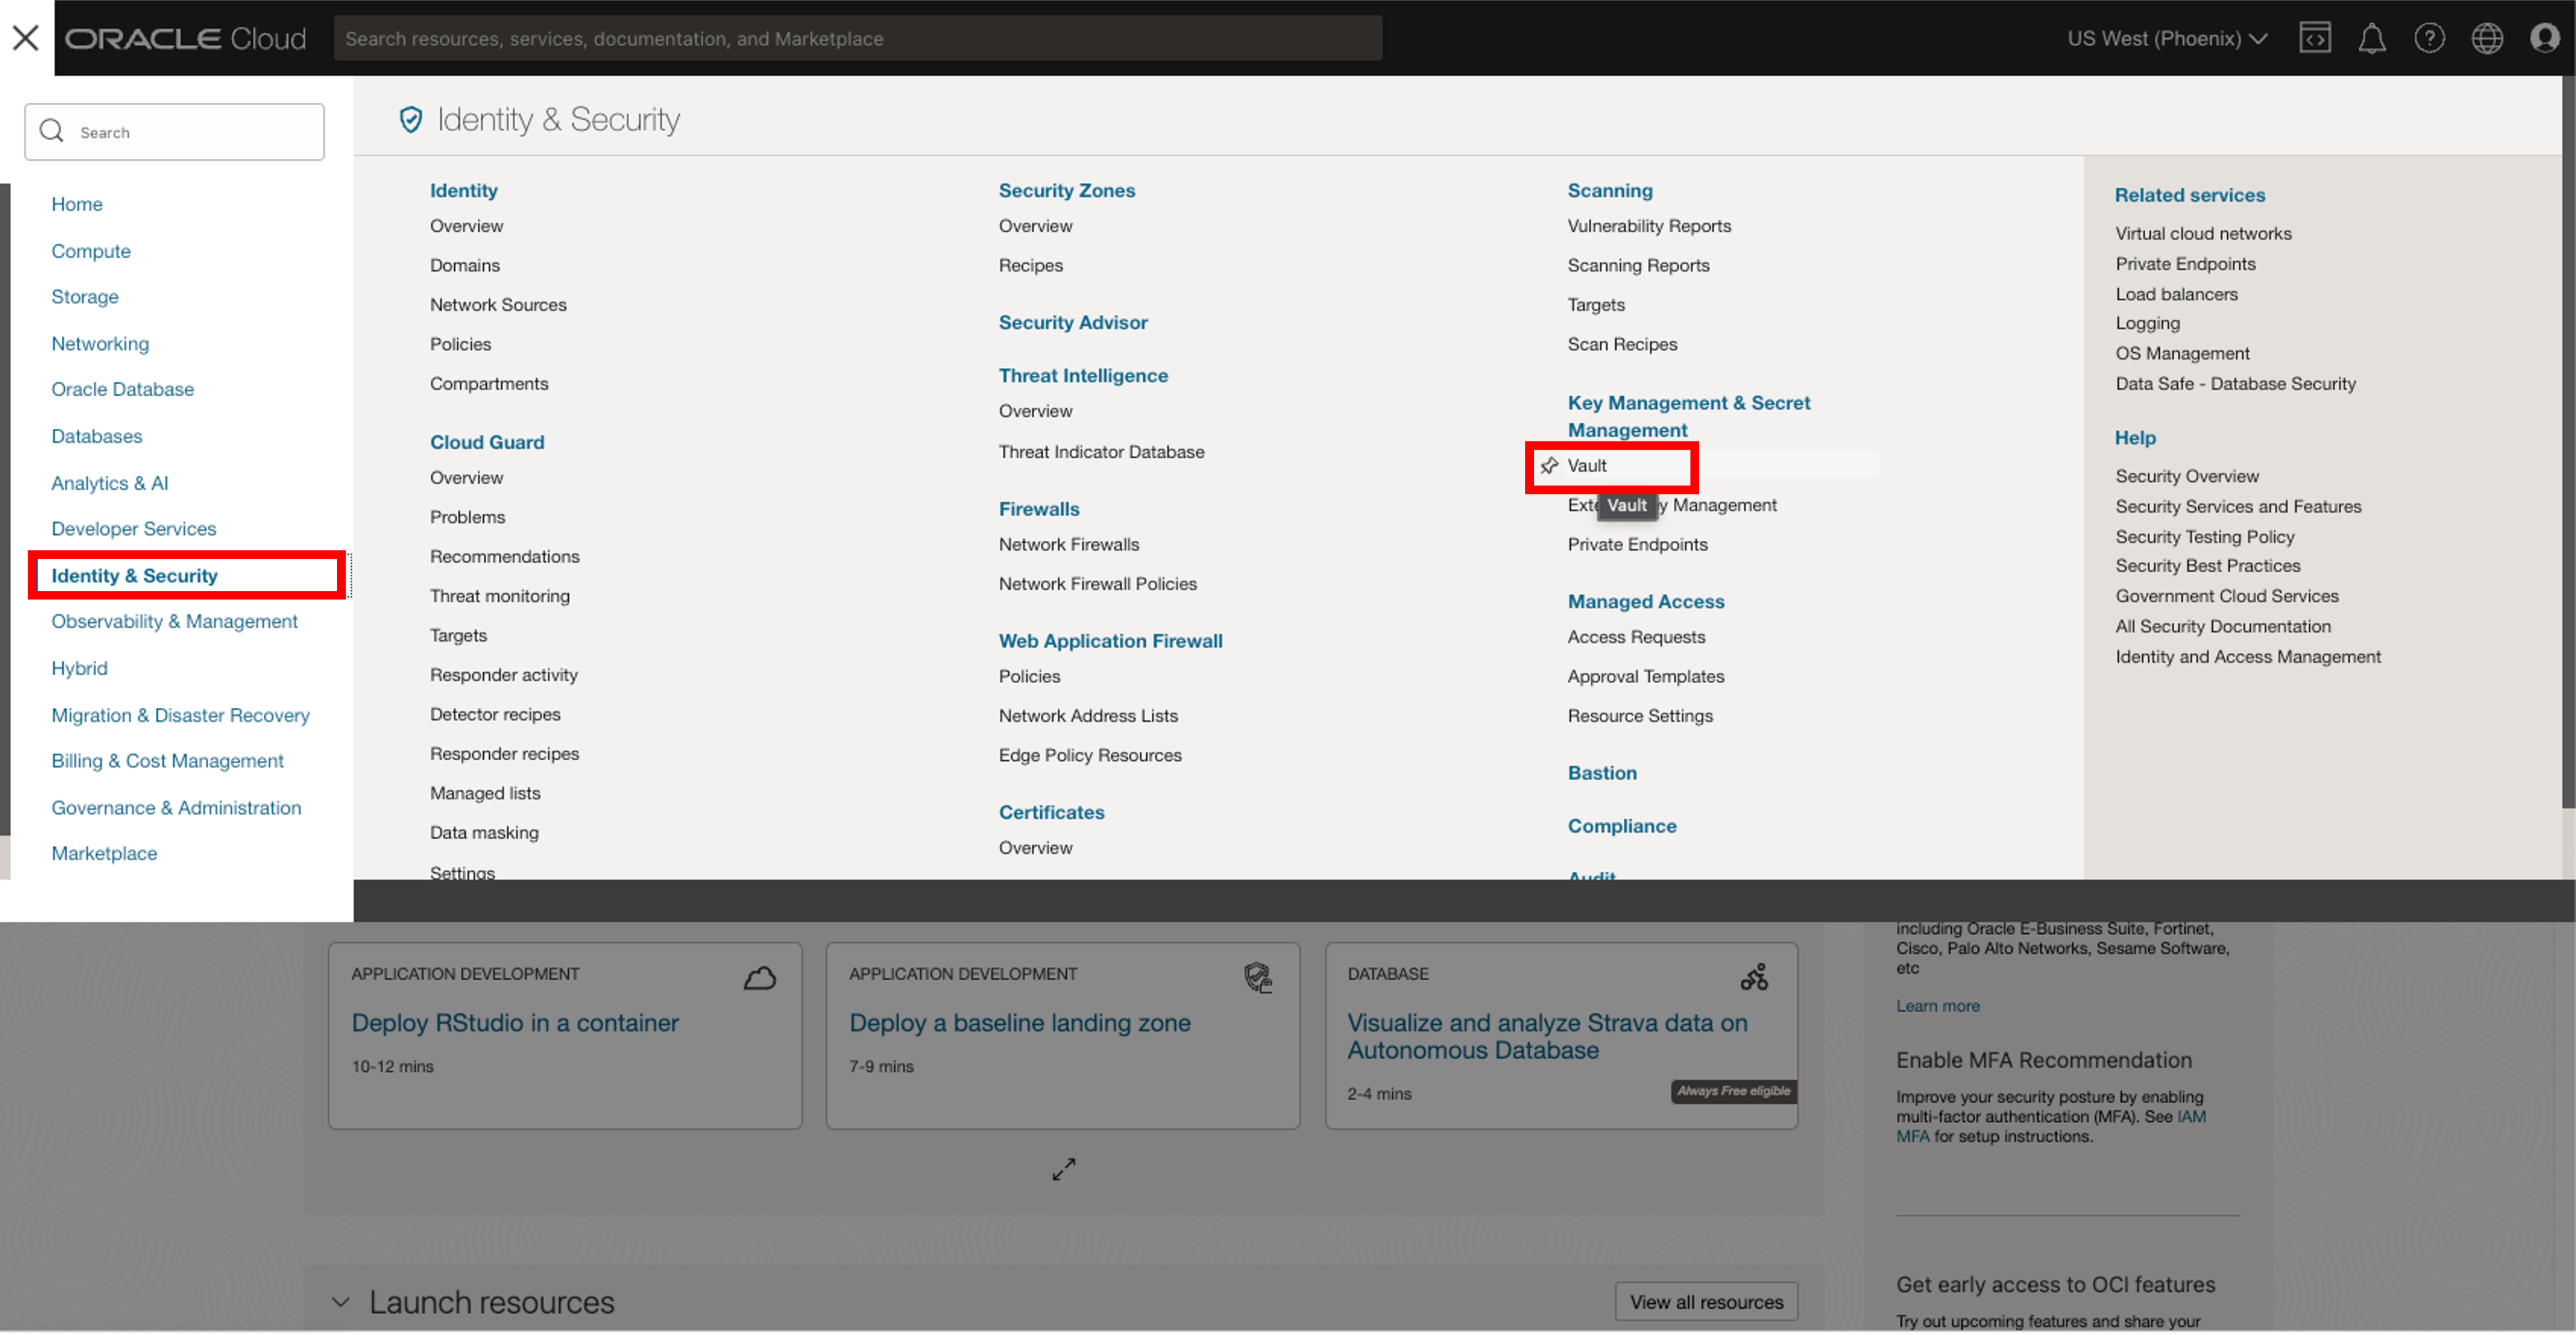 ORACLE Cloud
Search resources, services, documentation, and Marketplace
US West (Phoenix)
Search
Home
Compute
Storage
Networking
Oracle Database
Databases
Analytics & AI
Developer Services
Identity & Security
Observability & Management
Hybrid
Migration & Disaster Recovery
Billing & Cost Management
Governance & Administration
Marketplace
Identity & Security
Identity
Overview
Domains
Network Sources
Policies
Compartments
Cloud Guard
Overview
Problems
Recommendations
Threat monitoring
Targets
Responder activity
Detector recipes
Responder recipes
Managed lists
Data masking
Settings
Security Zones
Overview
Recipes
Security Advisor
Threat Intelligence
Overview
Threat Indicator Database
Firewalls
Network Firewalls
Network Firewall Policies
Web Application Firewall
Policies
Network Address Lists
Edge Policy Resources
Certificates
Overview
Scanning
Vulnerability Reports
Scanning Reports
Targets
Scan Recipes
Key Management & Secret
Management
Vault
Vault
Exte y Management
Private Endpoints
Managed Access
Access Requests
Approval Templates
Resource Settings
Bastion
Compliance
Audit
Related services
Virtual cloud networks
Private Endpoints
Load balancers
Logging
OS Management
Data Safe - Database Security
Help
Security Overview
Security Services and Features
Security Testing Policy
Security Best Practices
Government Cloud Services
All Security Documentation
Identity and Access Management
APPLICATION DEVELOPMENT
Deploy RStudio in a container
10-12 mins
APPLICATION DEVELOPMENT
Deploy a baseline landing zone
7-9 mins
DATABASE
Visualize and analyze Strava data on
Autonomous Database
2-4 mins
Always Free eligible
Launch resources
View all resources
including Oracle E-Business Suite, Fortinet,
Cisco, Palo Alto Networks, Sesame Software,
etc
Learn more
Enable MFA Recommendation
Improve your security posture by enabling
multi-factor authentication (MFA). See IAM
MFA for setup instructions.
Get early access to OCI features
Try out upcoming features and share your